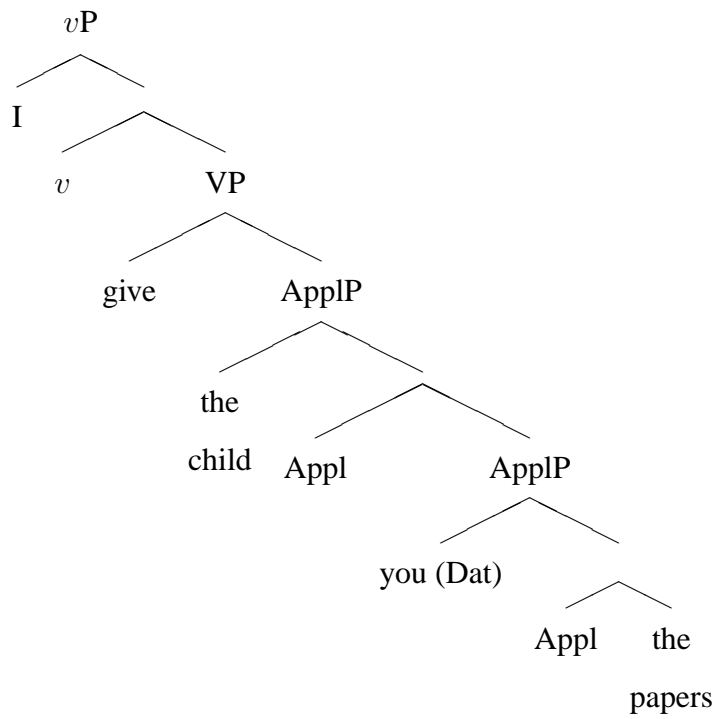 vP
I
v VP
give ApplP
the
child Appl ApplP
you (Dat)
Appl the
papers